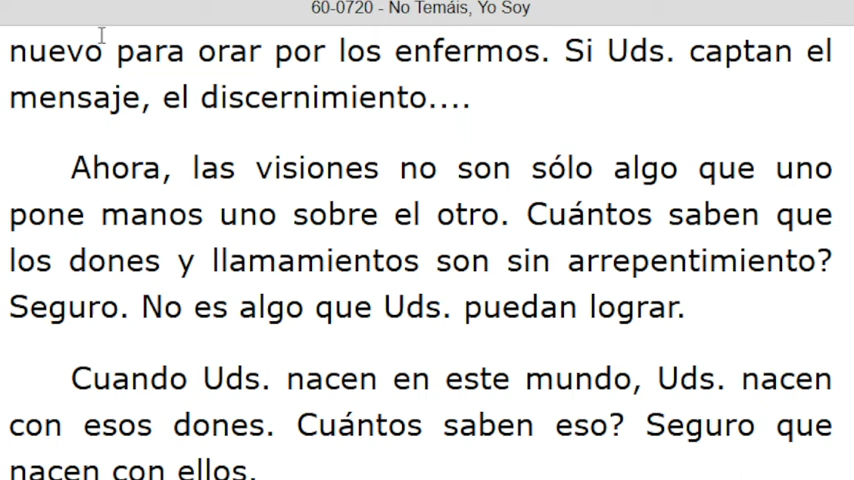 60-0720 - No Temáis, Yo Soy
nuevo para orar por los enfermos. Si Uds. captan el
mensaje, el discernimiento....
Ahora, las visiones no son sólo algo que uno
pone manos uno sobre el otro. Cuántos saben que
los dones y llamamientos son sin arrepentimiento?
Seguro. No es algo que Uds. puedan lograr.
Cuando Uds. nacen en este mundo, Uds. nacen
con esos dones. Cuántos saben eso? Seguro que
nacen con ellos.